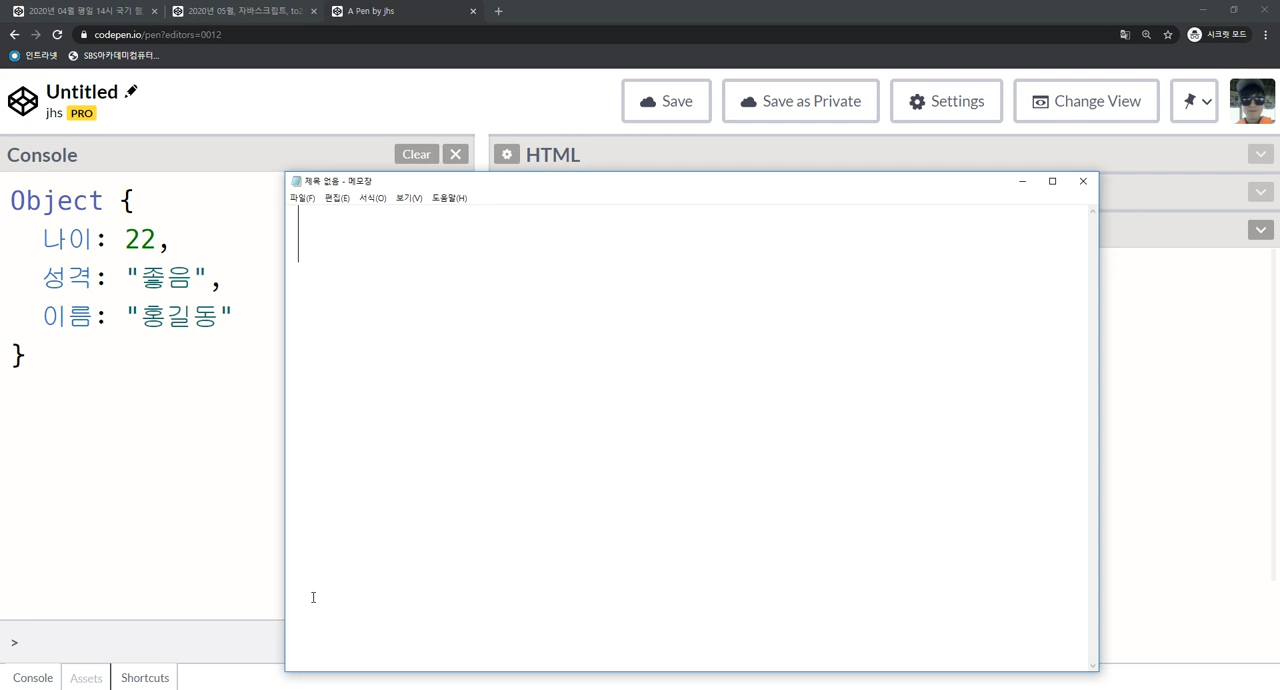 2020년 04월 평일 14시 국기 웹
2020년 05월, 자바스크립트, to2
A Pen by jhs
codepen.io/pen?editors=0012
시크릿 모드
인트라넷
SBS아카데미컴퓨터...
Untitled
jhs PRO
Save
Save as Private
Settings
Change View
Console
Clear
HTML
Object {
나이: 22,
성격: "좋음",
이름: "홍길동"
}
제목 없음 - 메모장
파일(F) 편집(E) 서식(O) 보기(V) 도움말(H)
>
Console
Assets
Shortcuts